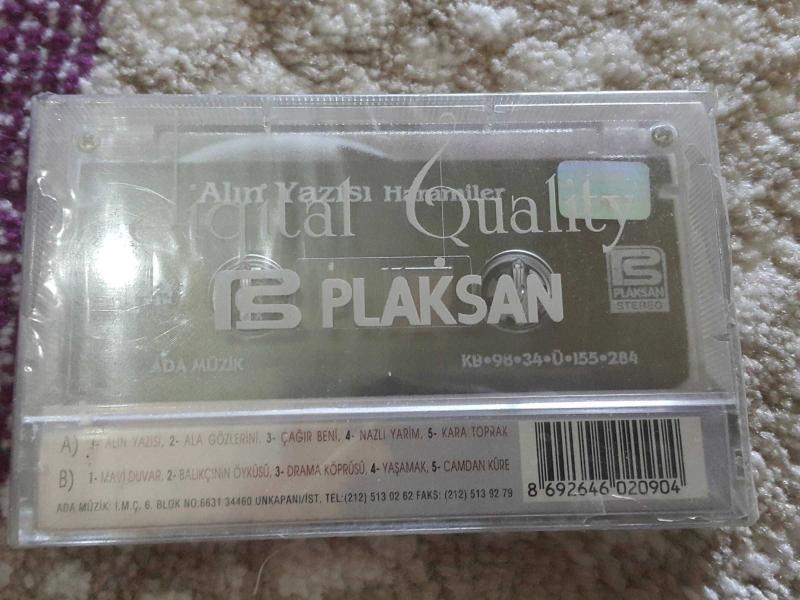 Alın Yazısı Haramiler
Digital Quality
PLAKSAN
PLAKSAN
STEREO
ADA MÜZİK
KB•98•34•Ü•155•284
A) 1- ALIN YAZISI, 2- ALA GÖZLERİNİ, 3- ÇAĞIR BENİ, 4- NAZLI YARİM, 5- KARA TOPRAK
B) 1- MAVİ DUVAR, 2- BALIKÇININ ÖYKÜSÜ, 3- DRAMA KÖPRÜSÜ, 4- YAŞAMAK, 5- CAMDAN KÜRE
ADA MÜZİK: İ.M.Ç. 6. BLOK NO:6631 34460 UNKAPANI/İST. TEL:(212) 513 02 62 FAKS: (212) 513 92 79
8 692646 020904